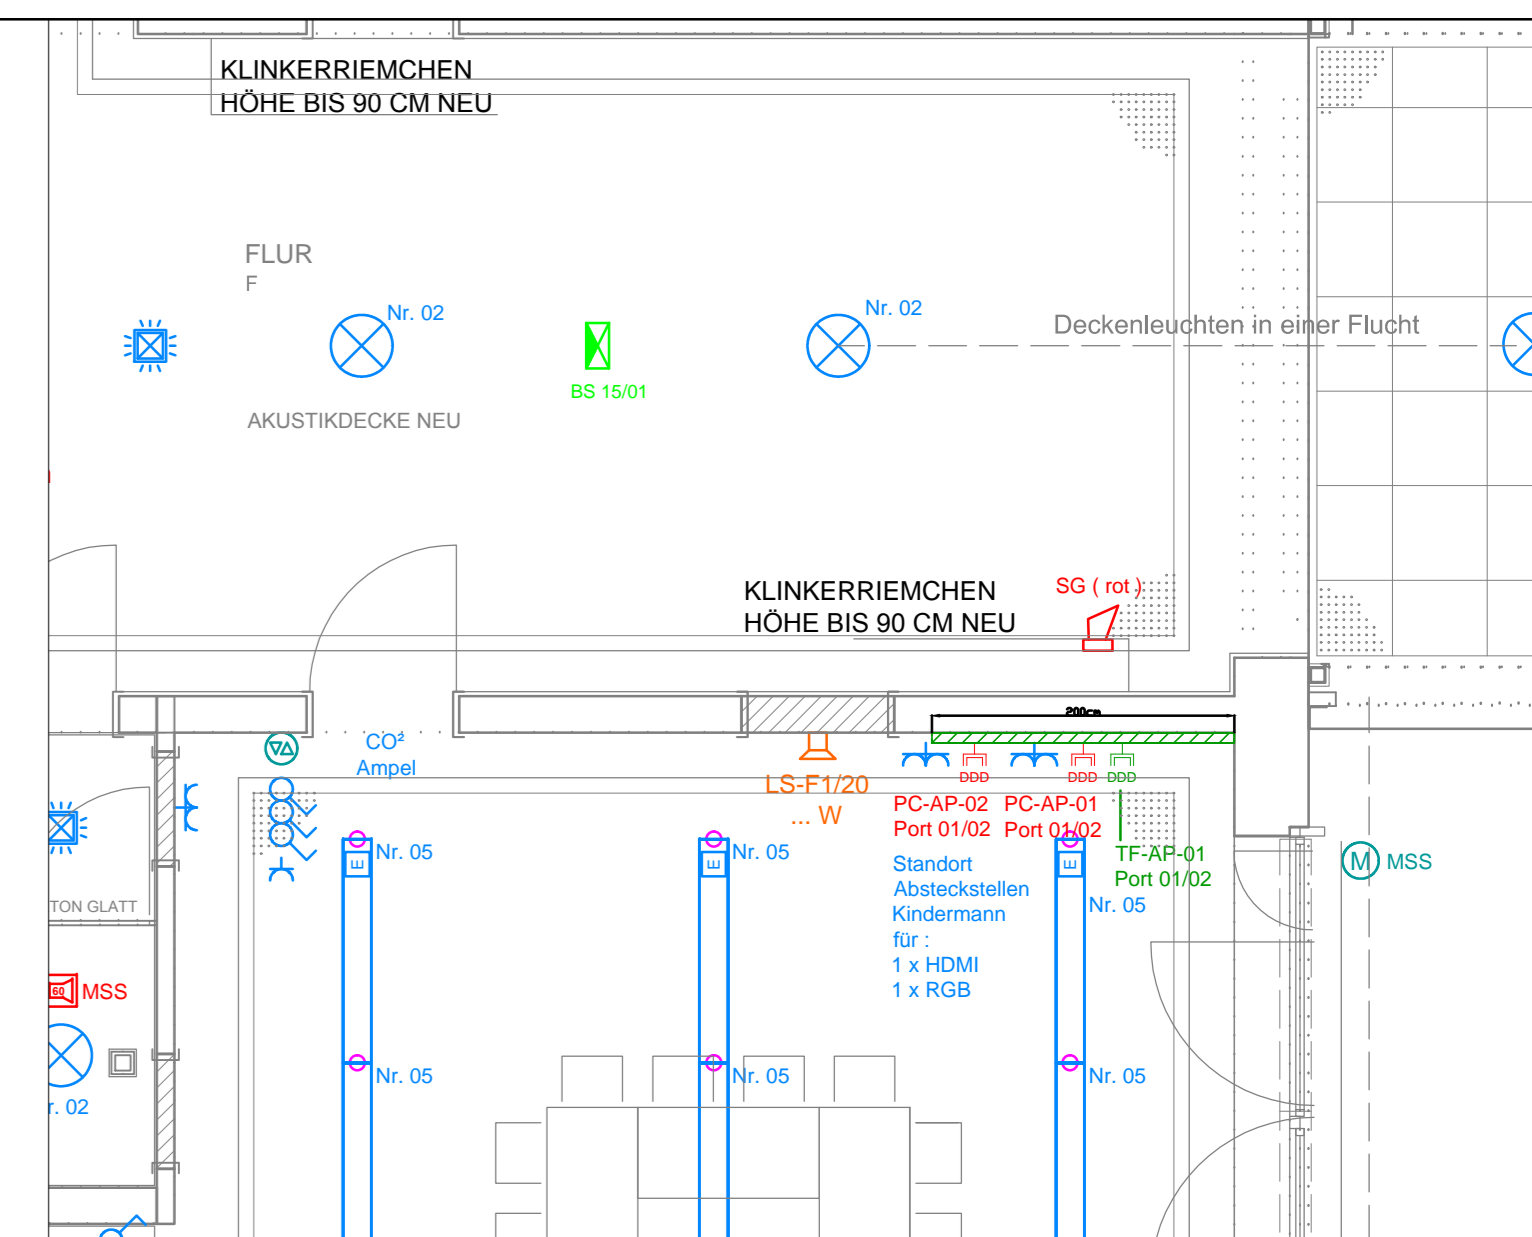 KLINKERRIEMCHEN
HÖHE BIS 90 CM NEU
FLUR
F
Nr. 02
Nr. 02
Deckenleuchten in einer Flucht
BS 15/01
AKUSTIKDECKE NEU
KLINKERRIEMCHEN
HÖHE BIS 90 CM NEU
SG ( rot )
200cm
CO²
Ampel
LS-F1/20
... W
DDD
DDD
DDD
PC-AP-02
Port 01/02
PC-AP-01
Port 01/02
TF-AP-01
Port 01/02
Standort
Absteckstellen
Kindermann
für :
1 x HDMI
1 x RGB
E
Nr. 05
E
Nr. 05
E
Nr. 05
M
MSS
TON GLATT
60
MSS
r. 02
Nr. 05
Nr. 05
Nr. 05